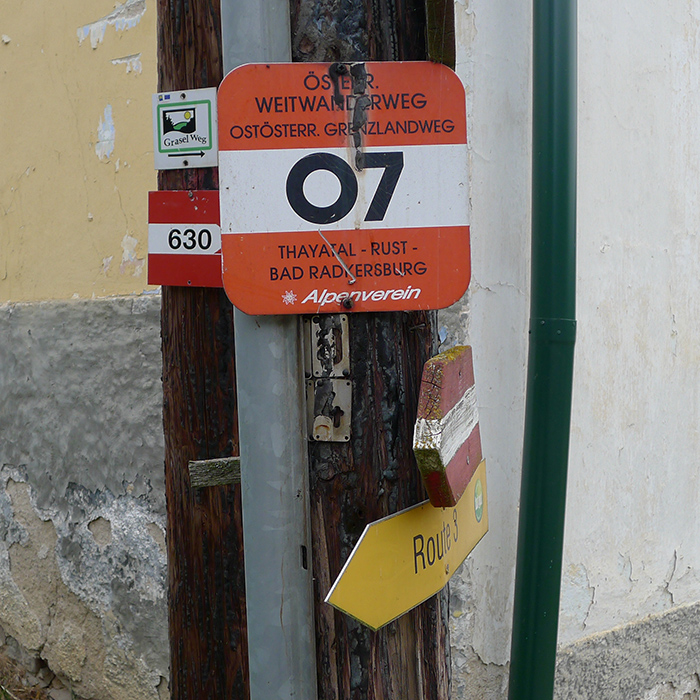 ÖSTERR.
WEITWANDERWEG
OSTÖSTERR. GRENZLANDWEG
07
THAYATAL - RUST -
BAD RADKERSBURG
Alpenverein
Grasel Weg
630
Route 3